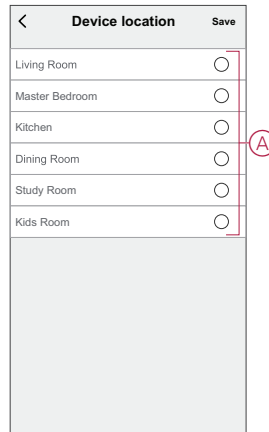 Device location Save
Living Room
Master Bedroom
Kitchen
Dining Room
Study Room
Kids Room
A